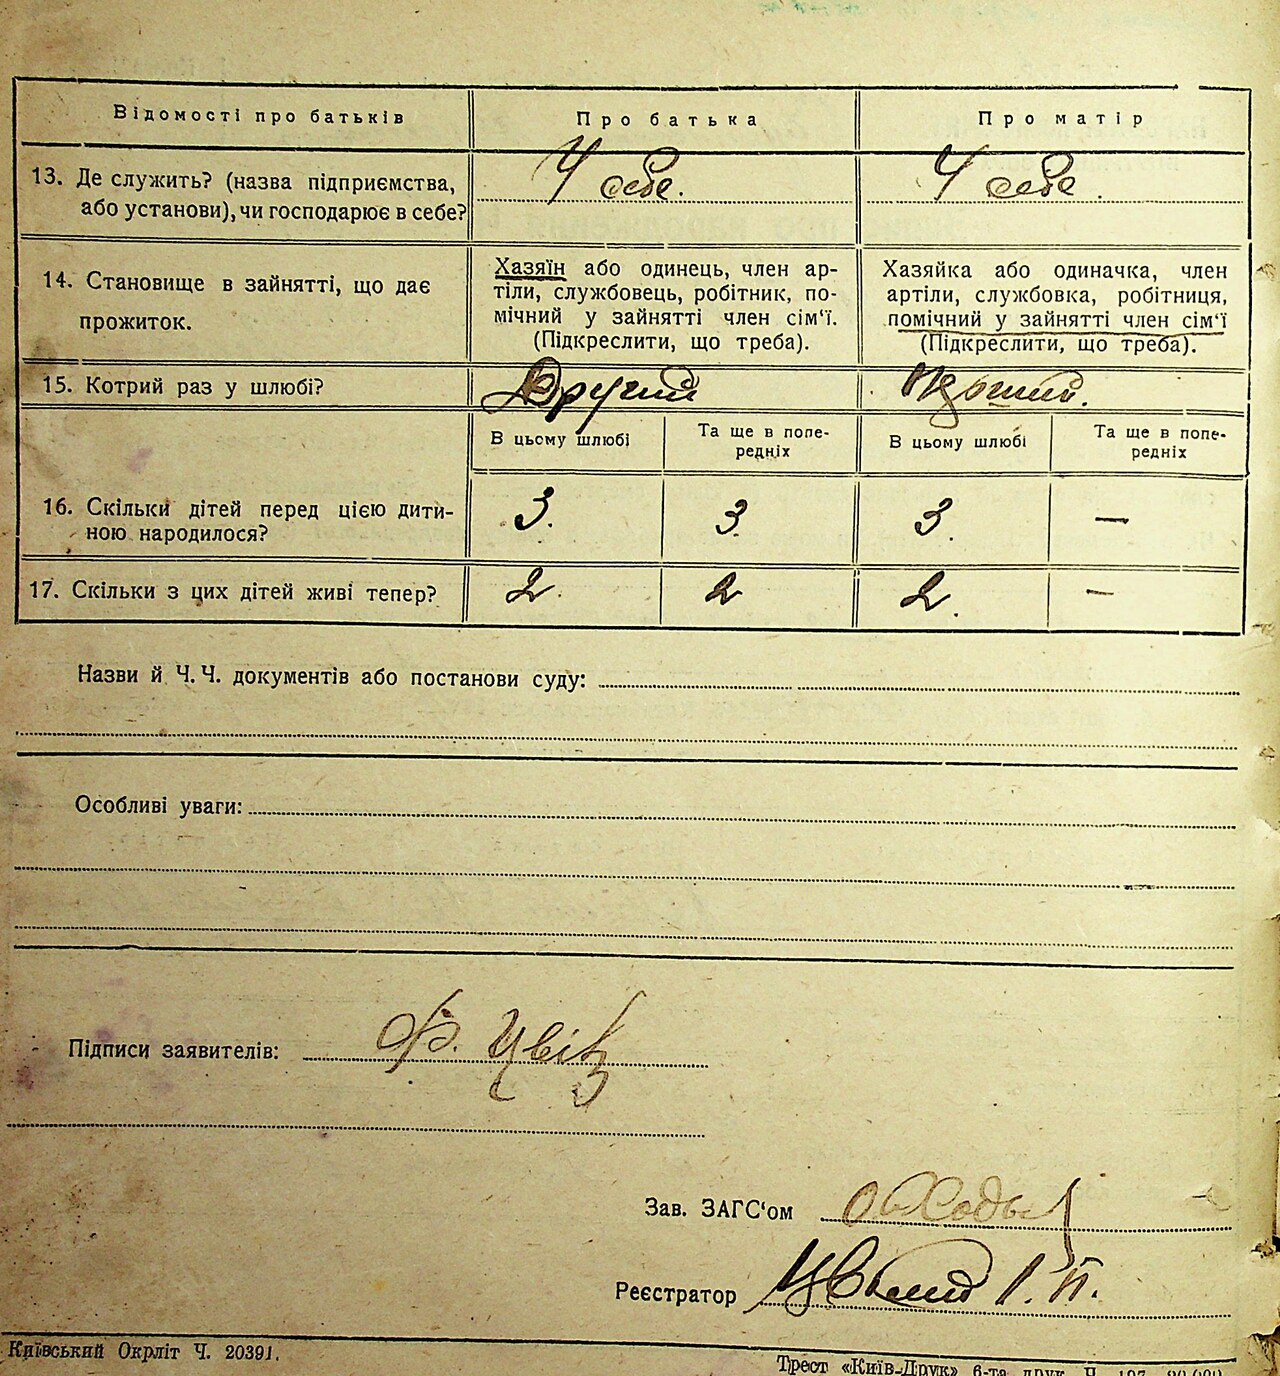 Відомості про батьків
Про батька
Про матір
13. Де служить? (назва підприємства,
або установи), чи господарює в себе?
У себе.
У себе.
14. Становище в зайнятті, що дає
прожиток.
Хазяїн або одинець, член ар-
тіли, службовець, робітник, по-
мічний у зайнятті член сім‘ї.
(Підкреслити, що треба).
Хазяйка або одиначка, член
артіли, службовка, робітниця,
помічний у зайнятті член сім‘ї
(Підкреслити, що треба).
15. Котрий раз у шлюбі?
Другий
Перший.
В цьому шлюбі
Та ще в попе-
редніх
В цьому шлюбі
Та ще в попе-
редніх
16. Скільки дітей перед цією дити-
ною народилося?
3.
3.
3.
—
17. Скільки з цих дітей живі тепер?
2.
2
2.
—
Назви й Ч. Ч. документів або постанови суду:
Особливі уваги:
Підписи заявителів:
Ф.
Зав. ЗАГС‘ом
Реєстратор
Київський Окрліт Ч. 20391.
Трест «Київ-Друк» 6-та друк. Ч.